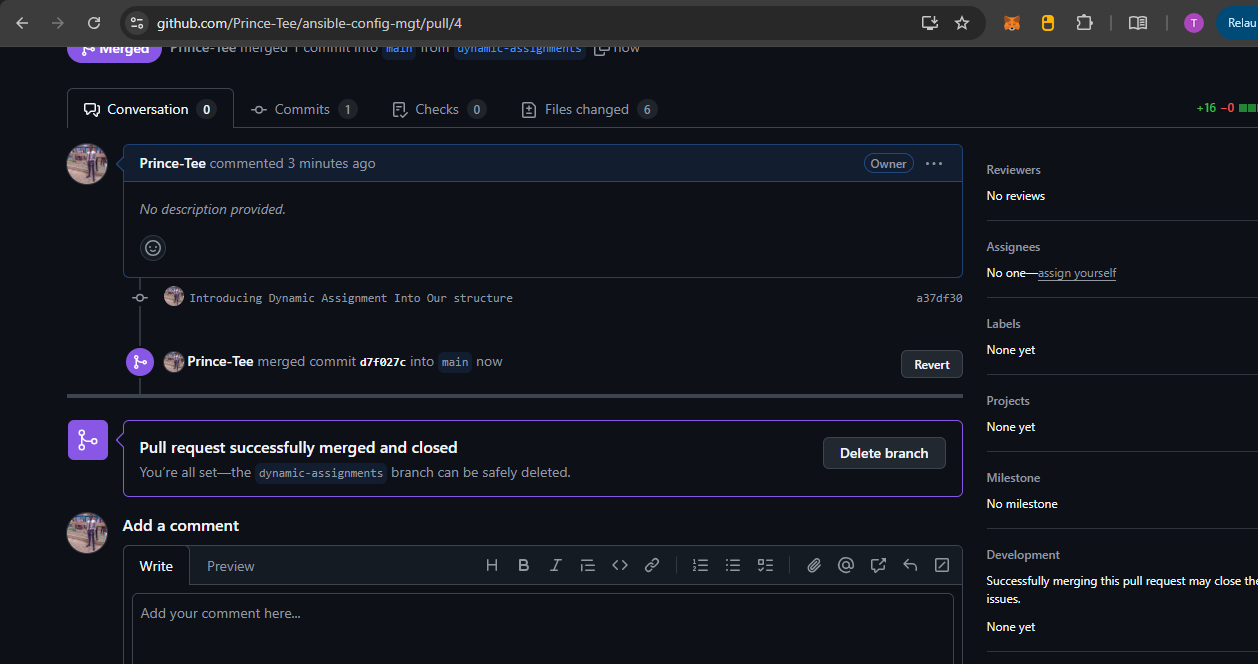 github.com/Prince-Tee/ansible-config-mgt/pull/4
T
Relau
Merged Prince-Tee merged 1 commit into main from dynamic-assignments now
Conversation 0 Commits 1 Checks 0 Files changed 6
+16 −0
Prince-Tee commented 3 minutes ago
Owner
No description provided.
Introducing Dynamic Assignment Into Our structure
a37df30
Prince-Tee merged commit d7f027c into main now
Revert
Pull request successfully merged and closed
You're all set—the dynamic-assignments branch can be safely deleted.
Delete branch
Add a comment
Write Preview
Add your comment here...
Reviewers
No reviews
Assignees
No one—assign yourself
Labels
None yet
Projects
None yet
Milestone
No milestone
Development
Successfully merging this pull request may close the
issues.
None yet